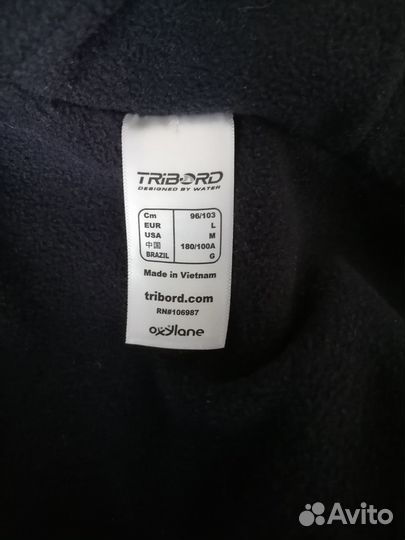 TRIBORD
DESIGNED BY WATER
Cm 96/103
EUR L
USA M
中国 180/100A
BRAZIL G
Made in Vietnam
tribord.com
RN#106987
oxylane
Avito